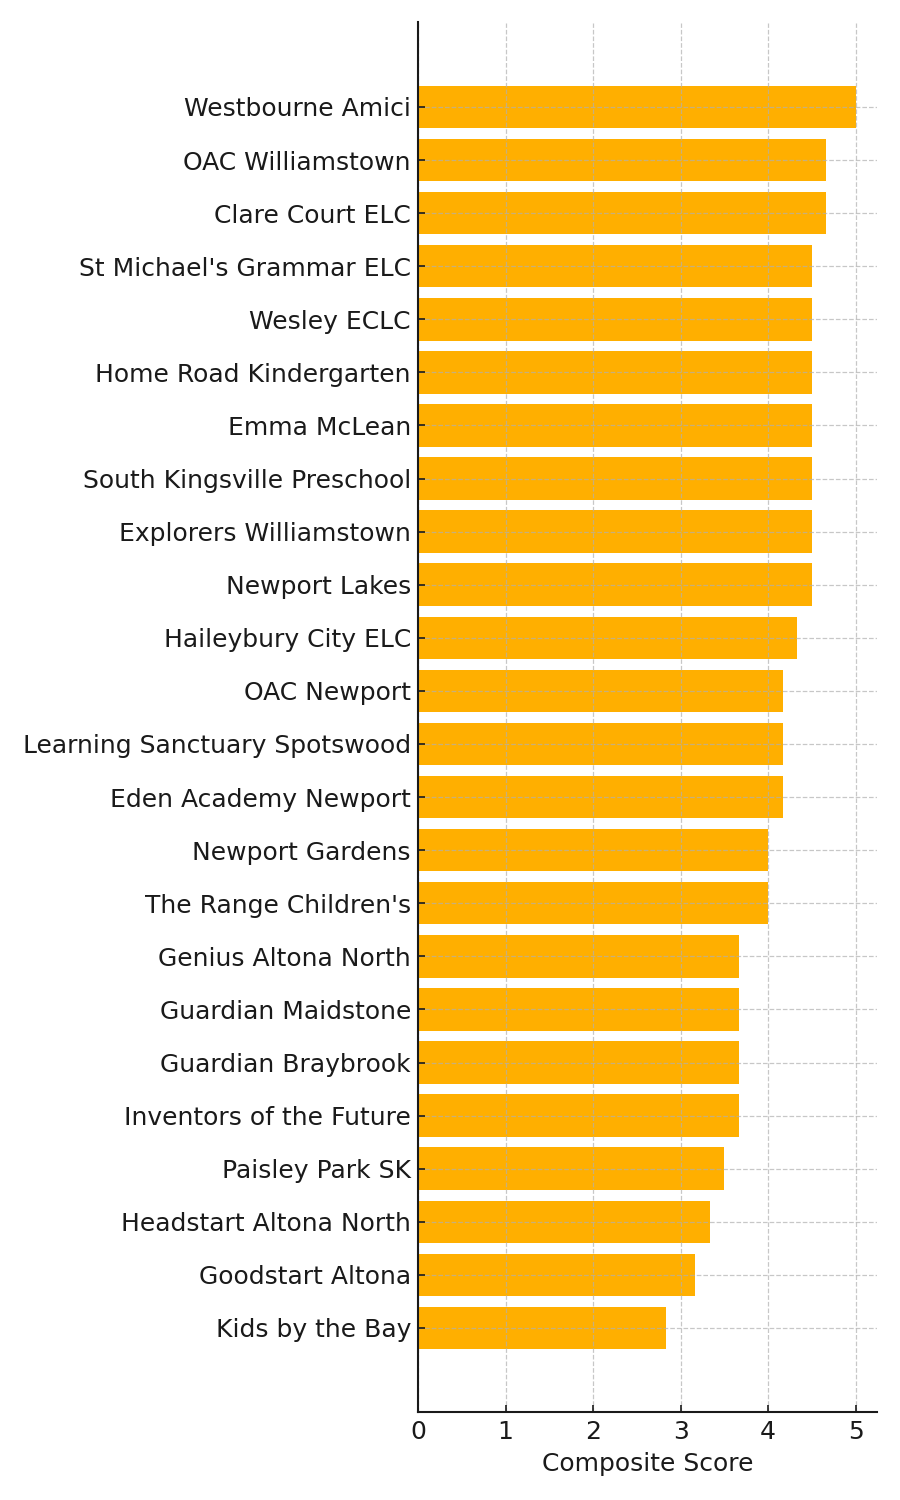 Westbourne Amici
OAC Williamstown
Clare Court ELC
St Michael's Grammar ELC
Wesley ECLC
Home Road Kindergarten
Emma McLean
South Kingsville Preschool
Explorers Williamstown
Newport Lakes
Haileybury City ELC
OAC Newport
Learning Sanctuary Spotswood
Eden Academy Newport
Newport Gardens
The Range Children's
Genius Altona North
Guardian Maidstone
Guardian Braybrook
Inventors of the Future
Paisley Park SK
Headstart Altona North
Goodstart Altona
Kids by the Bay
0 1 2 3 4 5
Composite Score